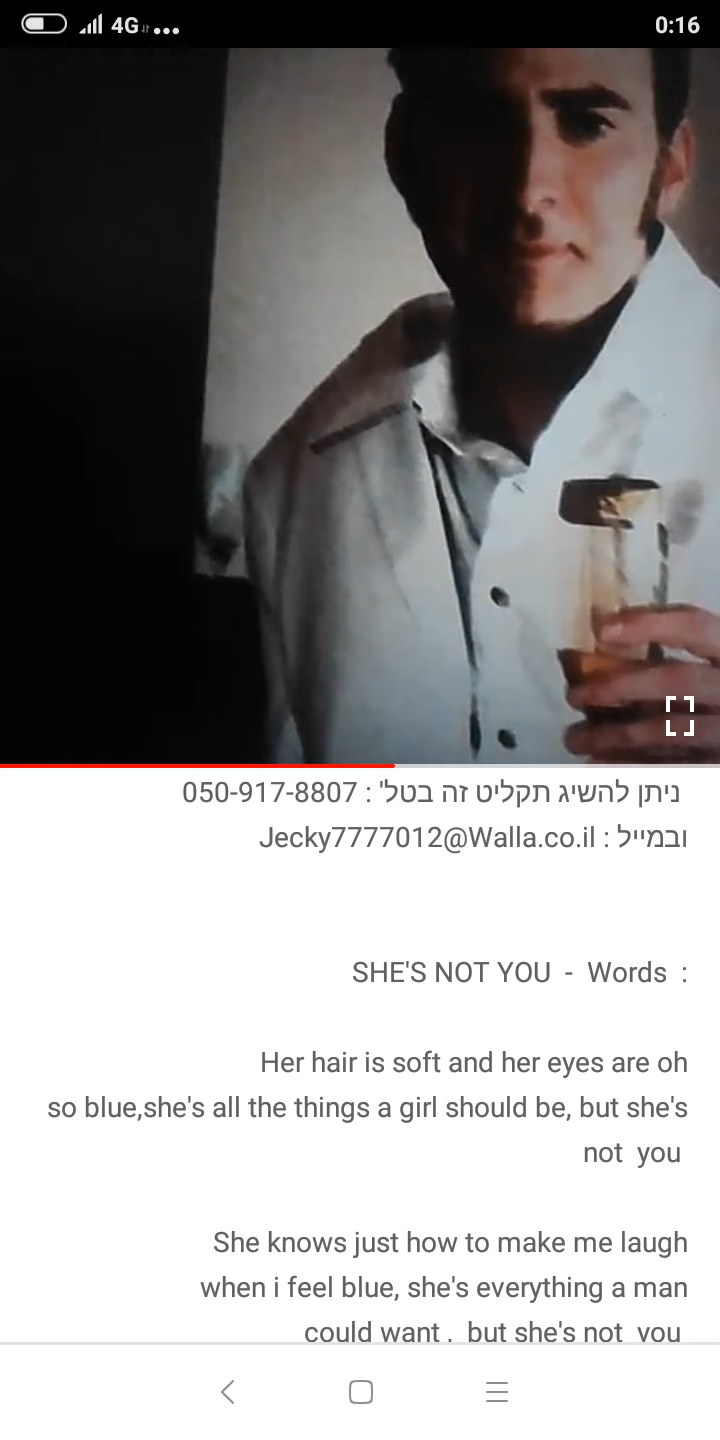 4G
0:16
ניתן להשיג תקליט זה בטל' : 050-917-8807
ובמייל : Jecky7777012@Walla.co.il
SHE'S NOT YOU - Words :
Her hair is soft and her eyes are oh
so blue,she's all the things a girl should be, but she's
not you
She knows just how to make me laugh
when i feel blue, she's everything a man
could want . but she's not you